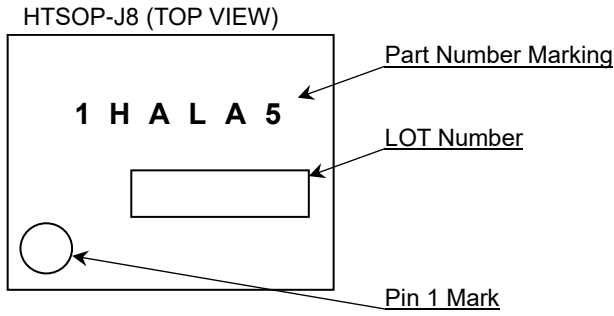 HTSOP-J8 (TOP VIEW)
Part Number Marking
1 H A L A 5
LOT Number
Pin 1 Mark